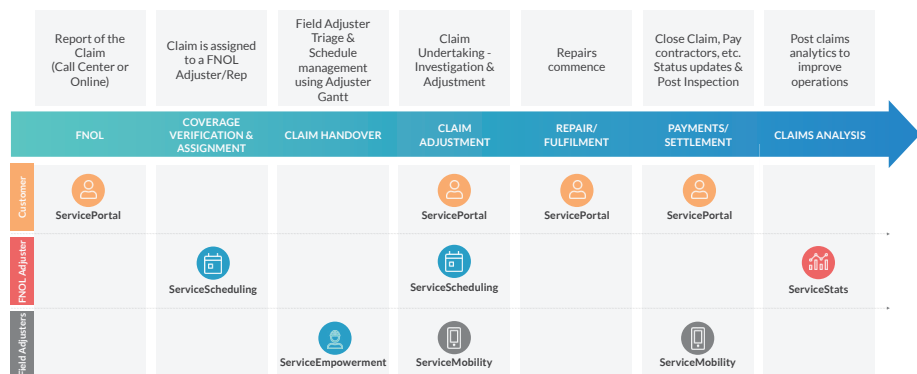 Report of the
Claim
(Call Center or
Online)
Claim is assigned
to a FNOL
Adjuster/Rep
Field Adjuster
Triage &
Schedule
management
using Adjuster
Gantt
Claim
Undertaking -
Investigation &
Adjustment
Repairs
commence
Close Claim, Pay
contractors, etc.
Status updates &
Post Inspection
Post claims
analytics to
improve
operations
FNOL
COVERAGE
VERIFICATION &
ASSIGNMENT
CLAIM HANDOVER
CLAIM
ADJUSTMENT
REPAIR/
FULFILMENT
PAYMENTS/
SETTLEMENT
CLAIMS ANALYSIS
Customer
ServicePortal
ServicePortal
ServicePortal
ServicePortal
FNOL Adjuster
ServiceScheduling
ServiceScheduling
ServiceStats
Field Adjusters
ServiceEmpowerment
ServiceMobility
ServiceMobility